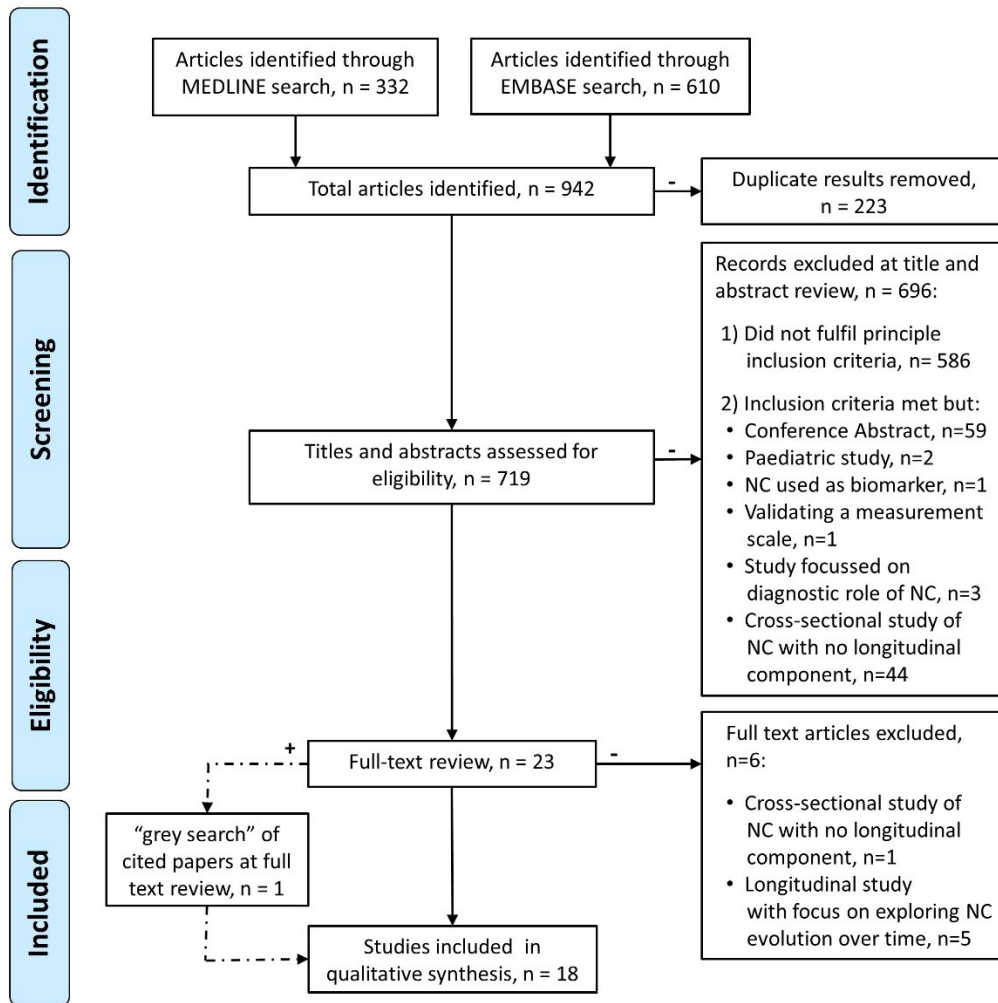 Identification
Articles identified through
MEDLINE search, n = 332
Articles identified through
EMBASE search, n = 610
Total articles identified, n = 942
-
Duplicate results removed,
n = 223
Screening
Records excluded at title and
abstract review, n = 696:
1) Did not fulfil principle
inclusion criteria, n= 586
2) Inclusion criteria met but:
• Conference Abstract, n=59
• Paediatric study, n=2
• NC used as biomarker, n=1
• Validating a measurement
scale, n=1
• Study focussed on
diagnostic role of NC, n=3
• Cross-sectional study of
NC with no longitudinal
component, n=44
Titles and abstracts assessed for
eligibility, n = 719
-
Eligibility
+
Full-text review, n = 23
-
Full text articles excluded,
n=6:
• Cross-sectional study of
NC with no longitudinal
component, n=1
• Longitudinal study
with focus on exploring NC
evolution over time, n=5
Included
“grey search” of
cited papers at full
text review, n = 1
Studies included in
qualitative synthesis, n = 18